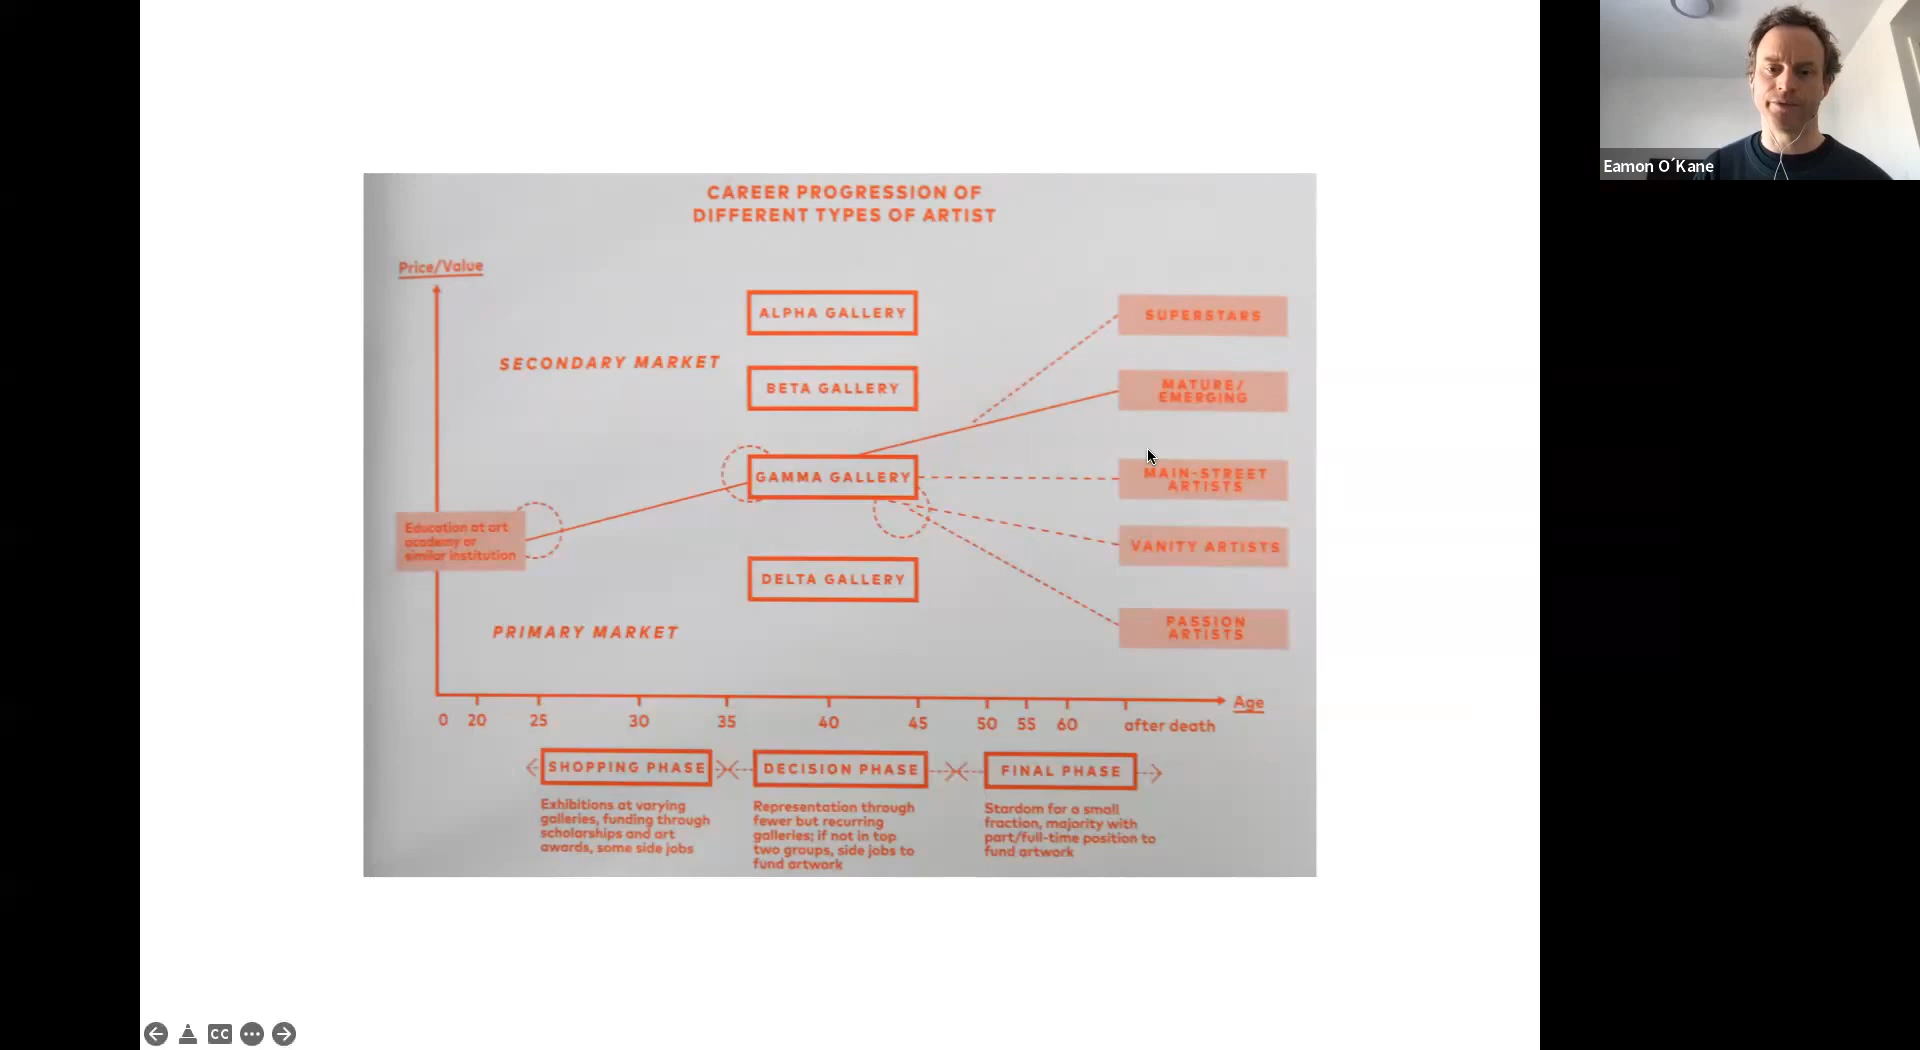 Eamon O´Kane
CAREER PROGRESSION OF
DIFFERENT TYPES OF ARTIST
Price/Value
ALPHA GALLERY
SUPERSTARS
SECONDARY MARKET
BETA GALLERY
MATURE/
EMERGING
GAMMA GALLERY
MAIN-STREET
ARTISTS
Education at art
academy or
similar institution
VANITY ARTISTS
DELTA GALLERY
PRIMARY MARKET
PASSION
ARTISTS
Age
0 20 25 30 35 40 45 50 55 60 after death
SHOPPING PHASE
Exhibitions at varying
galleries, funding through
scholarships and art
awards, some side jobs
DECISION PHASE
Representation through
fewer but recurring
galleries; if not in top
two groups, side jobs to
fund artwork
FINAL PHASE
Stardom for a small
fraction, majority with
part/full-time position to
fund artwork
CC